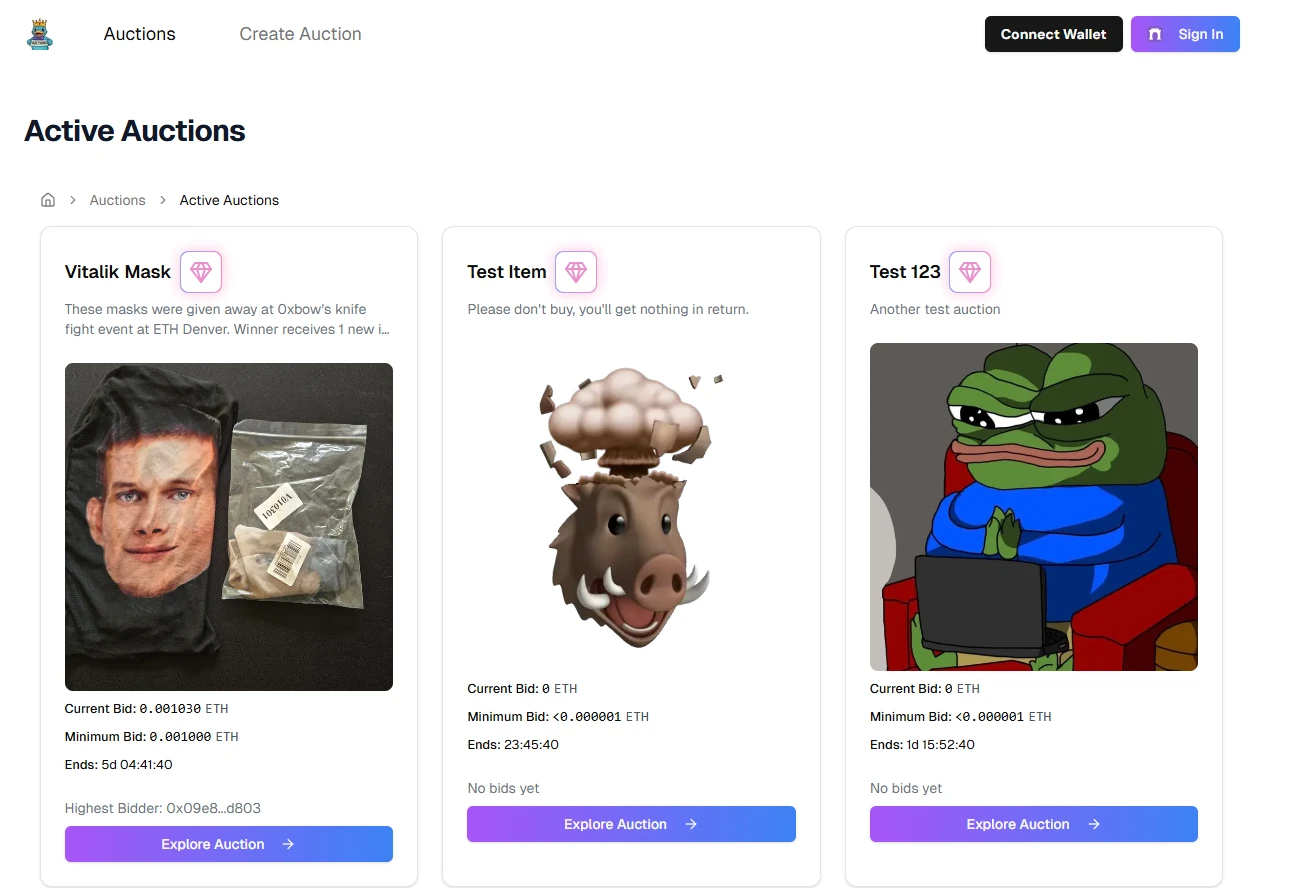 Auctions
Create Auction
Connect Wallet
Sign In
Active Auctions
Auctions
Active Auctions
Vitalik Mask
These masks were given away at Oxbow's knife
fight event at ETH Denver. Winner receives 1 new i...
V010301
Current Bid: 0.001030 ETH
Minimum Bid: 0.001000 ETH
Ends: 5d 04:41:40
Highest Bidder: 0x09e8...d803
Explore Auction
Test Item
Please don't buy, you'll get nothing in return.
Current Bid: 0 ETH
Minimum Bid: <0.000001 ETH
Ends: 23:45:40
No bids yet
Explore Auction
Test 123
Another test auction
Current Bid: 0 ETH
Minimum Bid: <0.000001 ETH
Ends: 1d 15:52:40
No bids yet
Explore Auction